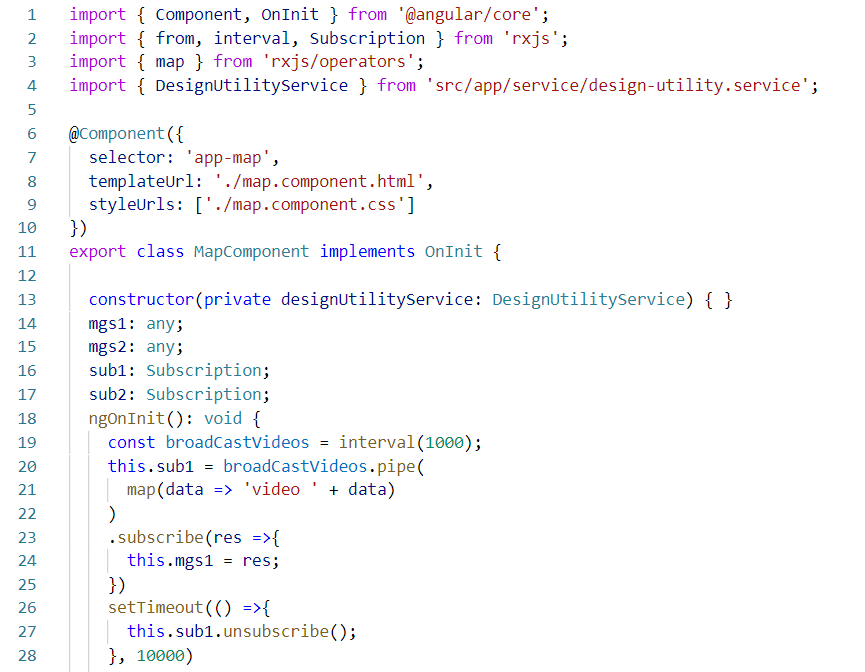 1 import { Component, OnInit } from '@angular/core';
2 import { from, interval, Subscription } from 'rxjs';
3 import { map } from 'rxjs/operators';
4 import { DesignUtilityService } from 'src/app/service/design-utility.service';
5
6 @Component({
7   selector: 'app-map',
8   templateUrl: './map.component.html',
9   styleUrls: ['./map.component.css']
10 })
11 export class MapComponent implements OnInit {
12
13   constructor(private designUtilityService: DesignUtilityService) { }
14   mgs1: any;
15   mgs2: any;
16   sub1: Subscription;
17   sub2: Subscription;
18   ngOnInit(): void {
19     const broadCastVideos = interval(1000);
20     this.sub1 = broadCastVideos.pipe(
21       map(data => 'video ' + data)
22     )
23     .subscribe(res =>{
24       this.mgs1 = res;
25     })
26     setTimeout(() =>{
27       this.sub1.unsubscribe();
28     }, 10000)